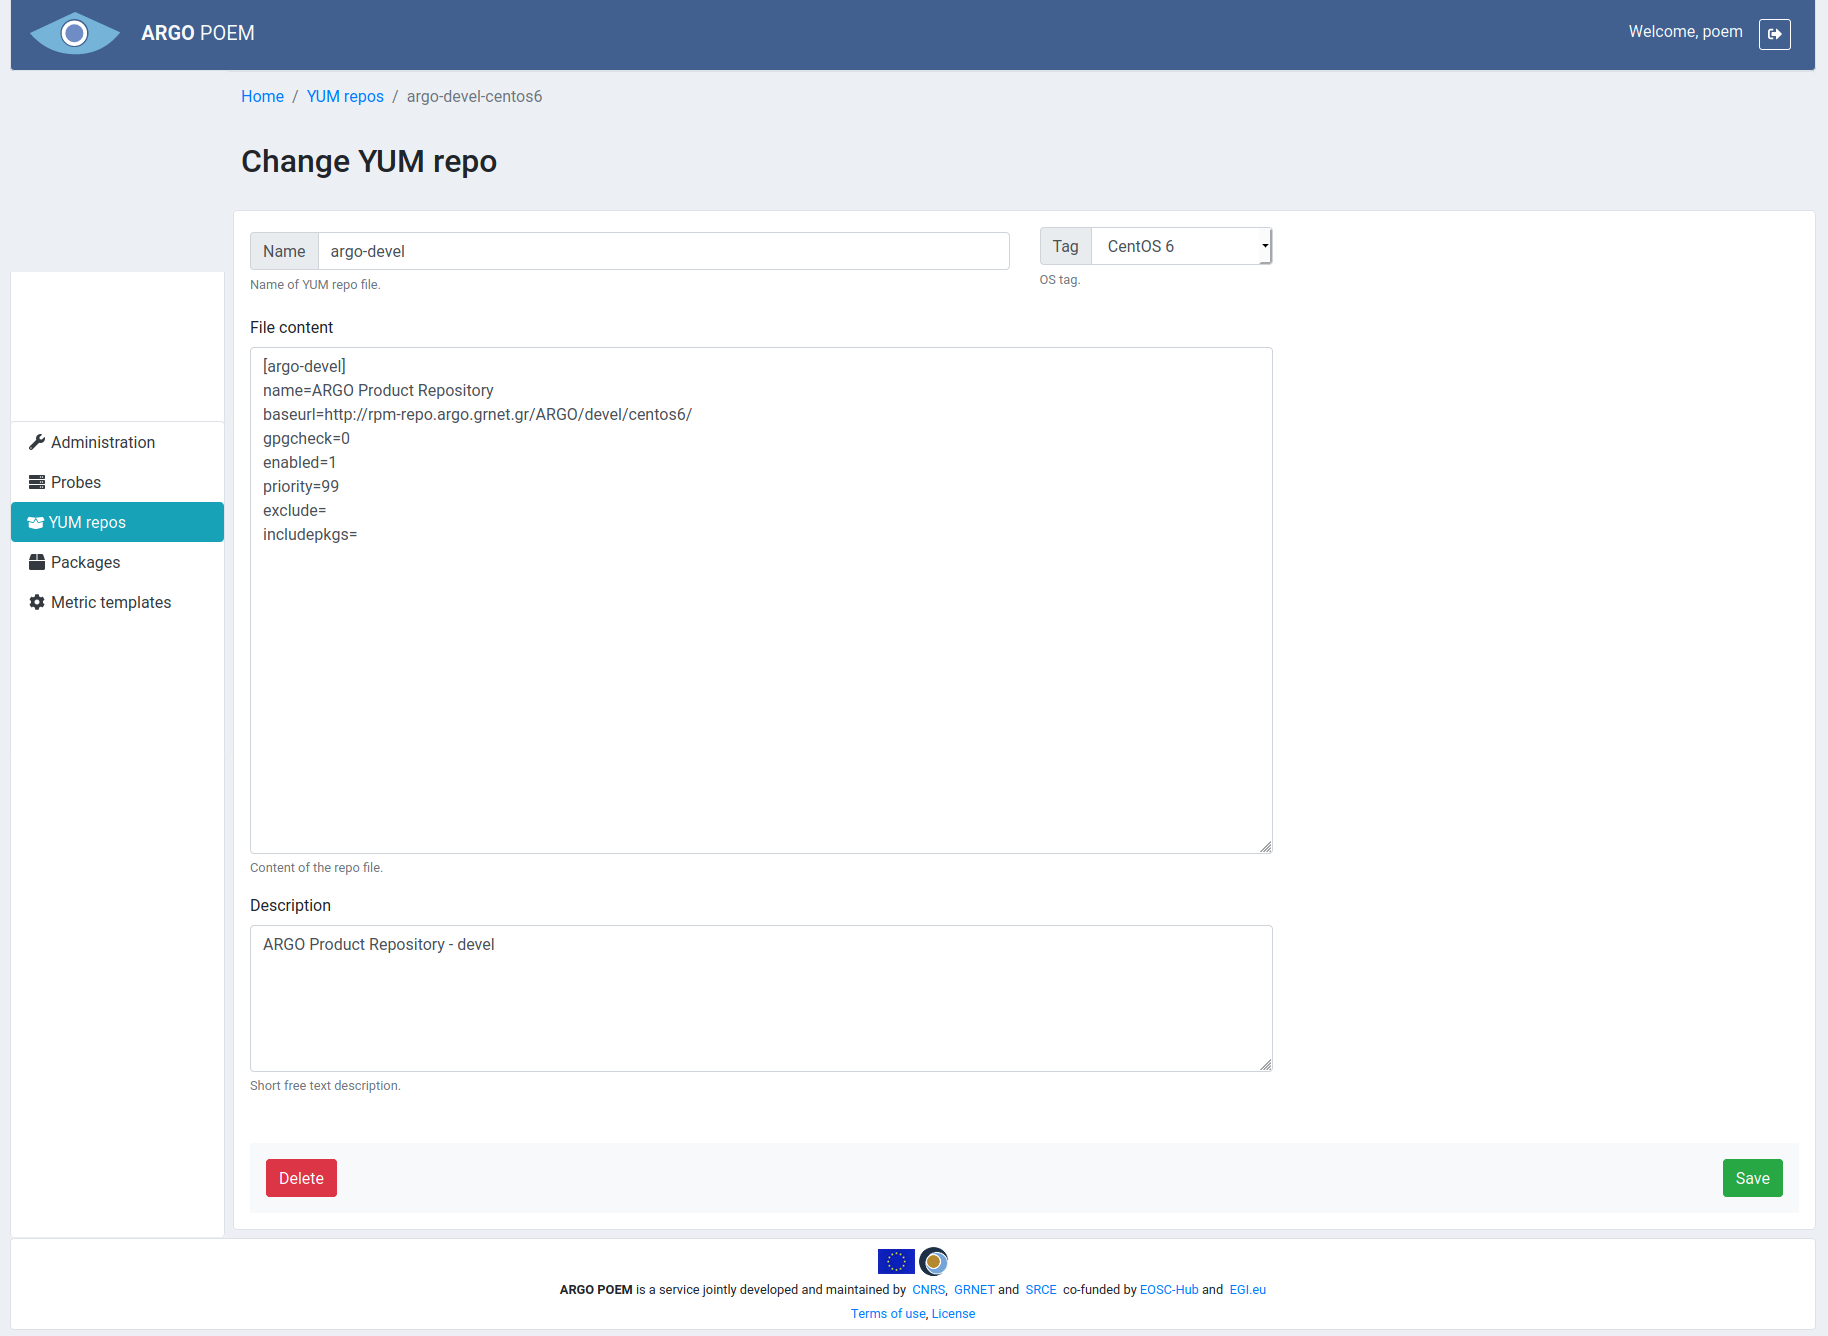 ARGO POEM
Welcome, poem
Home / YUM repos / argo-devel-centos6
Change YUM repo
Name argo-devel
Tag CentOS 6
Name of YUM repo file.
OS tag.
File content
[argo-devel]
name=ARGO Product Repository
baseurl=http://rpm-repo.argo.grnet.gr/ARGO/devel/centos6/
gpgcheck=0
enabled=1
priority=99
exclude=
includepkgs=
Content of the repo file.
Description
ARGO Product Repository - devel
Short free text description.
Delete
Save
Administration
Probes
YUM repos
Packages
Metric templates
ARGO POEM is a service jointly developed and maintained by CNRS, GRNET and SRCE co-funded by EOSC-Hub and EGI.eu
Terms of use, License